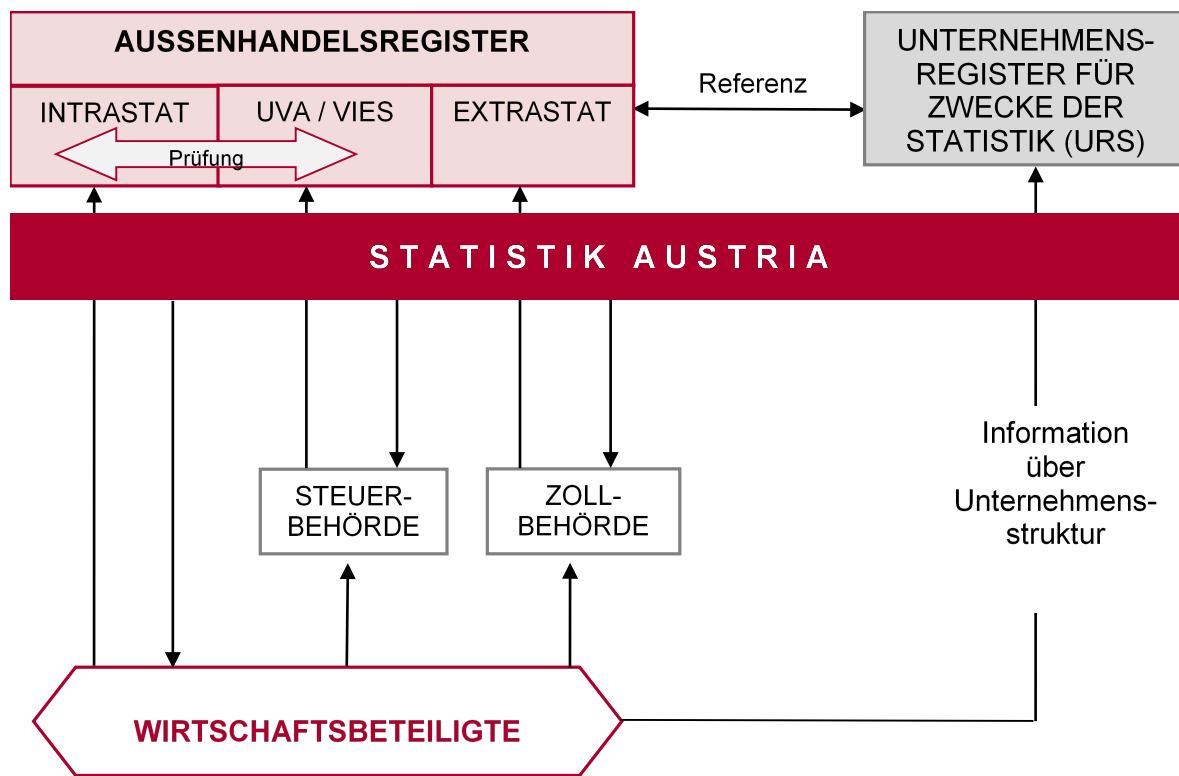 AUSSENHANDELSREGISTER
INTRASTAT
UVA / VIES
EXTRASTAT
Prüfung
Referenz
UNTERNEHMENS-
REGISTER FÜR
ZWECKE DER
STATISTIK (URS)
STATISTIK AUSTRIA
STEUER-
BEHÖRDE
ZOLL-
BEHÖRDE
Information
über
Unternehmens-
struktur
WIRTSCHAFTSBETEILIGTE